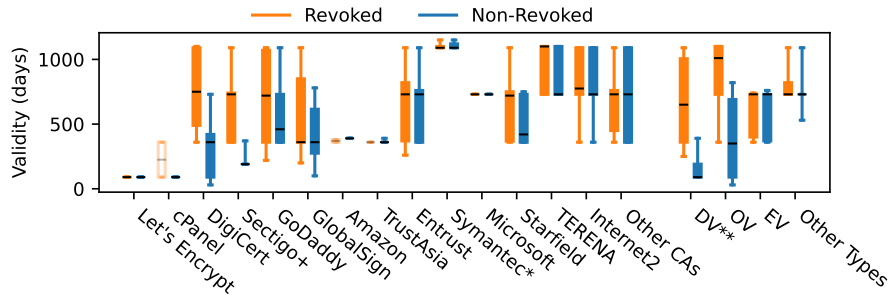 Revoked Non-Revoked
Validity (days)
1000
500
0
Let's Encrypt
cPanel
DigiCert
Sectigo+
GoDaddy
GlobalSign
Amazon
TrustAsia
Entrust
Symantec*
Microsoft
Starfield
TERENA
Internet2
Other CAs
DV**
OV
EV
Other Types